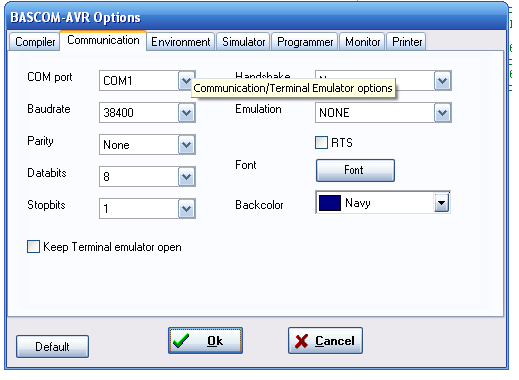 BASCOM-AVR Options
Compiler Communication Environment Simulator Programmer Monitor Printer
COM port COM1 Handshake
Communication/Terminal Emulator options
Baudrate 38400 Emulation NONE
Parity None RTS
Databits 8 Font Font
Stopbits 1 Backcolor Navy
Keep Terminal emulator open
Default Ok Cancel